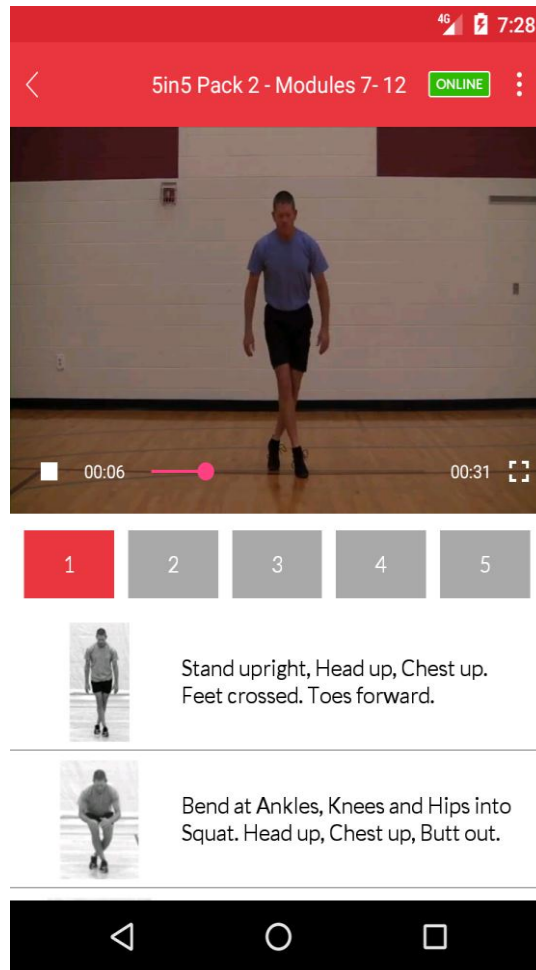 4G 7:28
5in5 Pack 2 - Modules 7- 12 ONLINE
00:06 00:31
1 2 3 4 5
Stand upright, Head up, Chest up.
Feet crossed. Toes forward.
Bend at Ankles, Knees and Hips into
Squat. Head up, Chest up, Butt out.